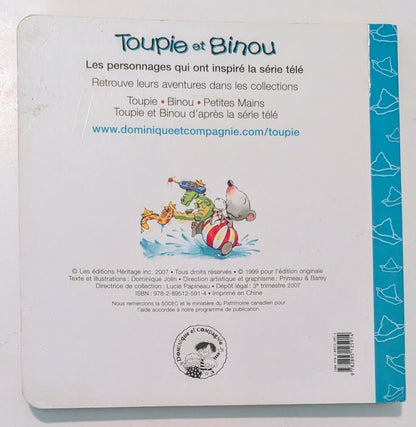 Toupie et Binou
Les personnages qui ont inspiré la série télé
Retrouve leurs aventures dans les collections
Toupie • Binou • Petites Mains
Toupie et Binou d'après la série télé
www.dominiqueetcompagnie.com/toupie
© Les éditions Héritage inc. 2007 • Tous droits réservés • © 1999 pour l'édition originale
Texte et illustrations : Dominique Jolin • Direction artistique et graphisme : Primeau & Barey
Directrice de collection : Lucie Papineau • Dépôt légal : 3e trimestre 2007
ISBN : 978-2-89512-591-4 • Imprimé en Chine
Nous remercions la SODEC et le ministère du Patrimoine canadien pour
l'aide accordée à notre programme de publication.
Dominique et compagnie